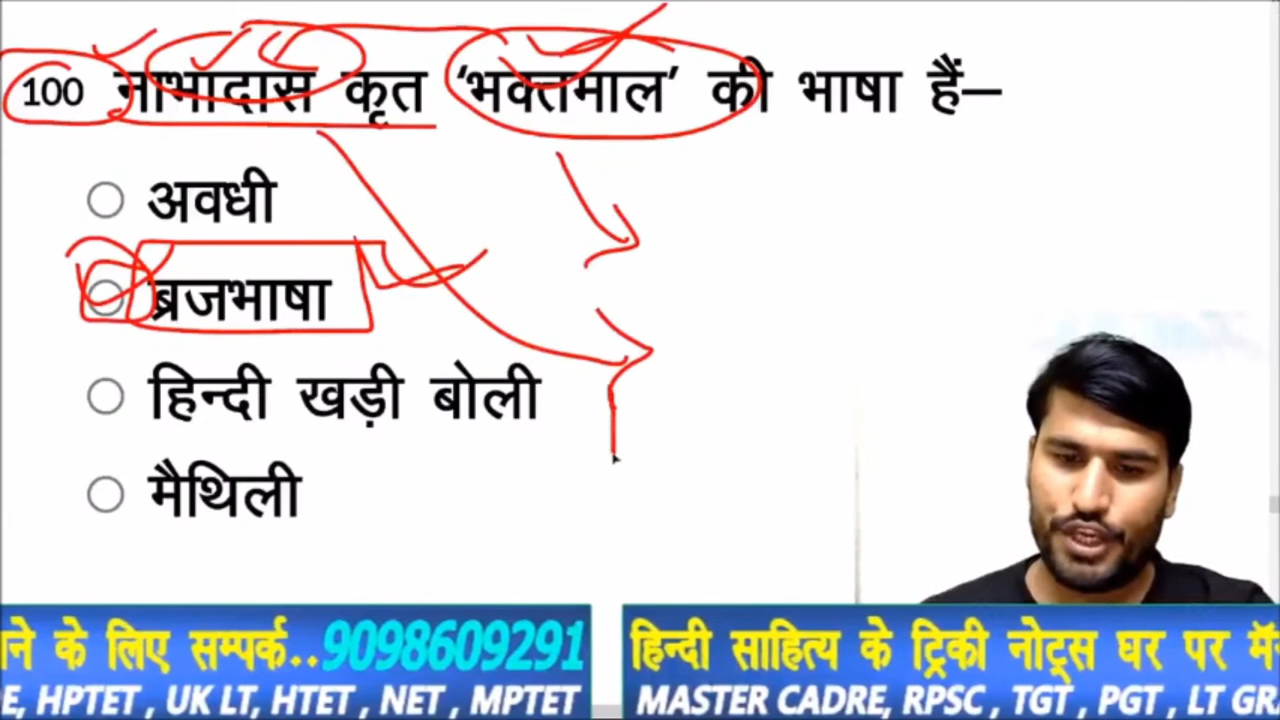 100 नाभादास कृत ‘भक्तमाल’ की भाषा हैं—
अवधी
ब्रजभाषा
हिन्दी खड़ी बोली
मैथिली
ने के लिए सम्पर्क..9098609291
हिन्दी साहित्य के ट्रिकी नोट्स घर पर मँ
E, HPTET , UK LT, HTET , NET , MPTET
MASTER CADRE, RPSC , TGT , PGT , LT GRA